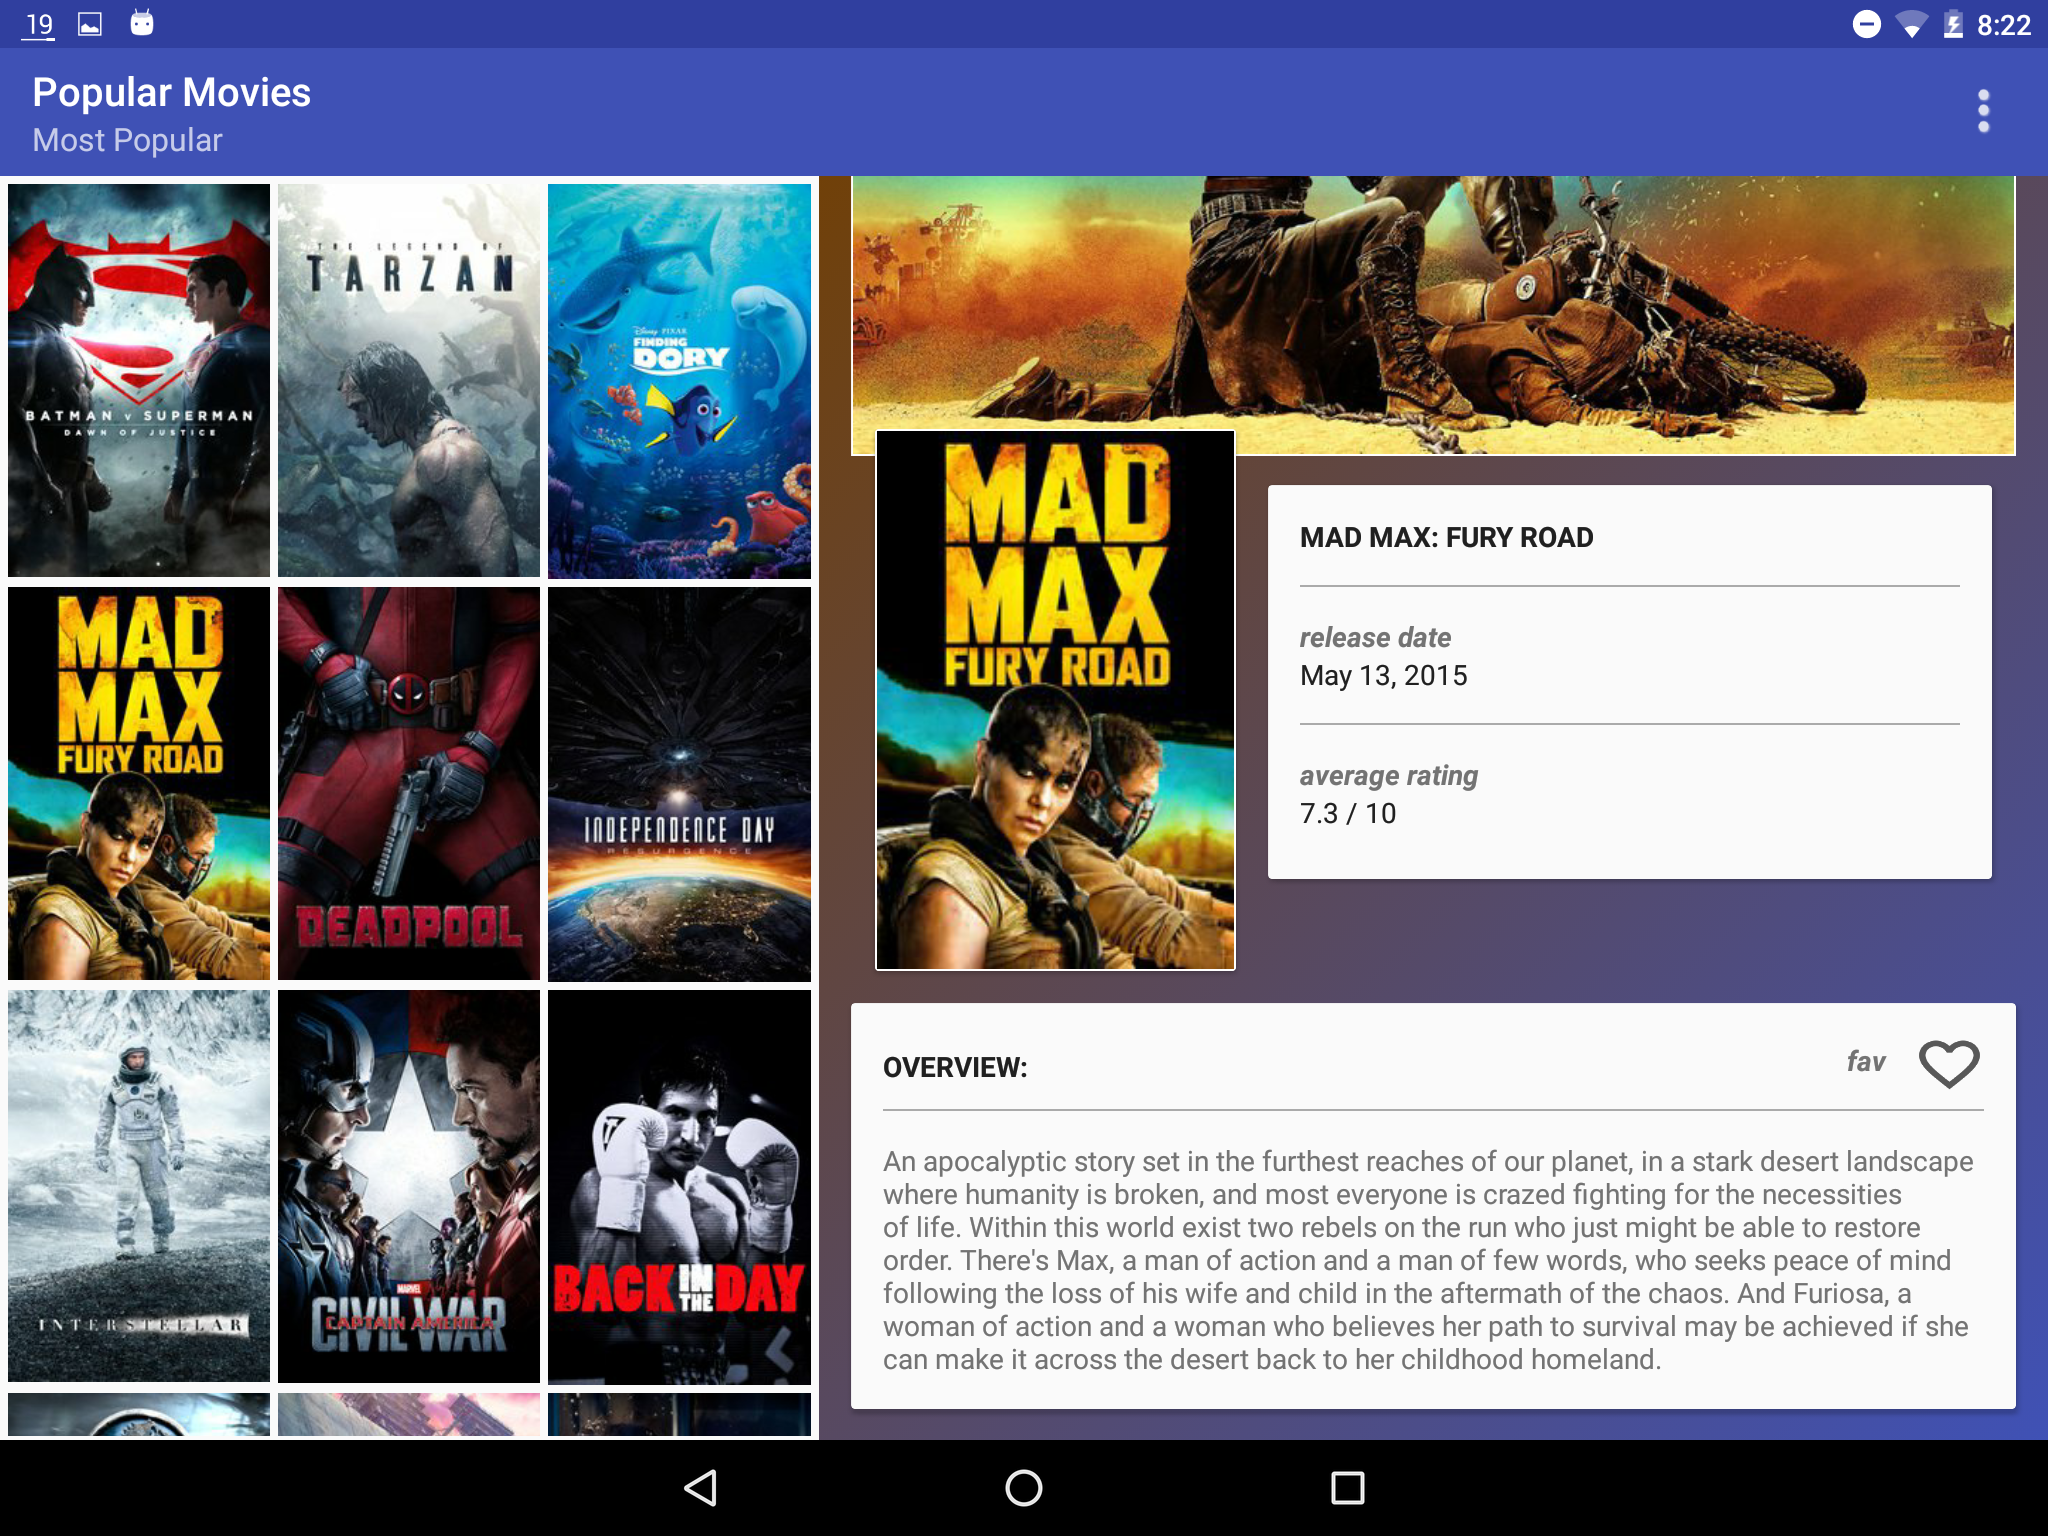 19
8:22
Popular Movies
Most Popular
BATMAN v SUPERMAN
DAWN OF JUSTICE
THE LEGEND OF
TARZAN
Disney PIXAR
FINDING
DORY
MAD
MAX
FURY ROAD
DEADPOOL
INDEPENDENCE DAY
RESURGENCE
INTERSTELLAR
MARVEL
CAPTAIN AMERICA
CIVIL WAR
BACK IN THE DAY
MAD
MAX
FURY ROAD
MAD MAX: FURY ROAD
release date
May 13, 2015
average rating
7.3 / 10
OVERVIEW:
fav
An apocalyptic story set in the furthest reaches of our planet, in a stark desert landscape
where humanity is broken, and most everyone is crazed fighting for the necessities
of life. Within this world exist two rebels on the run who just might be able to restore
order. There's Max, a man of action and a man of few words, who seeks peace of mind
following the loss of his wife and child in the aftermath of the chaos. And Furiosa, a
woman of action and a woman who believes her path to survival may be achieved if she
can make it across the desert back to her childhood homeland.